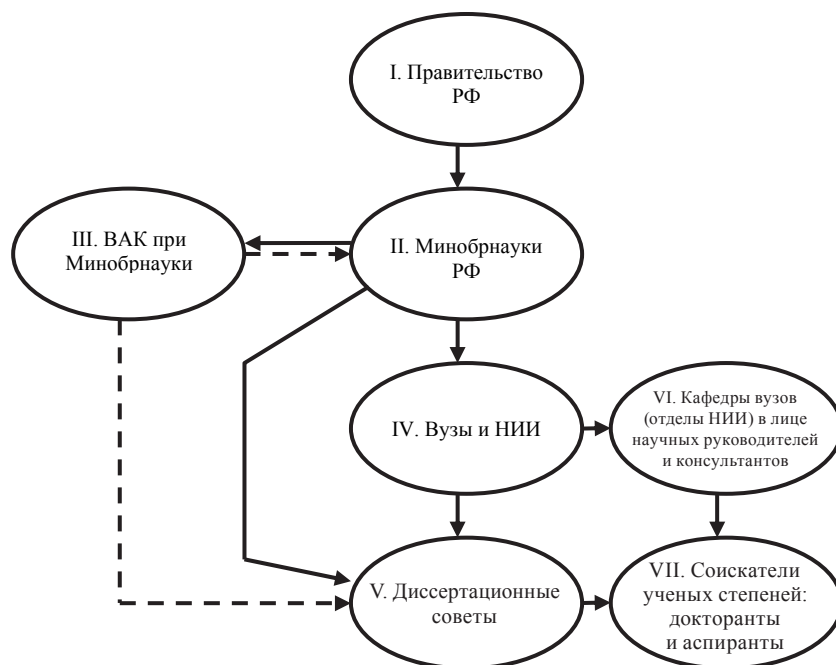 I. Правительство
РФ
III. ВАК при
Минобрнауки
II. Минобрнауки
РФ
IV. Вузы и НИИ
VI. Кафедры вузов
(отделы НИИ) в лице
научных руководителей
и консультантов
V. Диссертационные
советы
VII. Соискатели
ученых степеней:
докторанты
и аспиранты